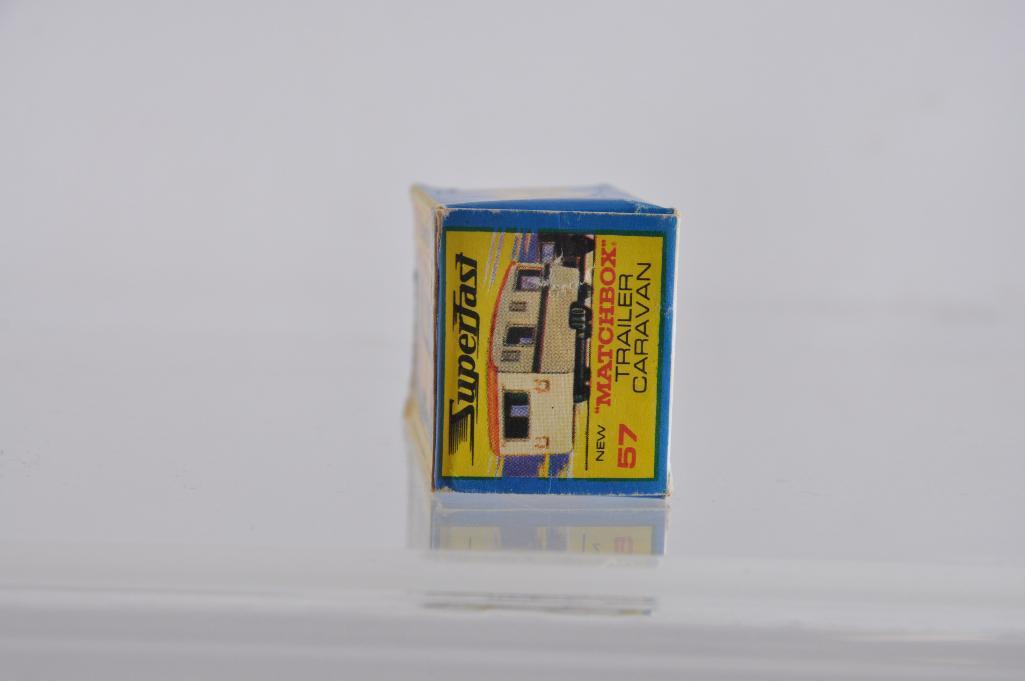 Superfast
NEW "MATCHBOX"
57 TRAILER
CARAVAN